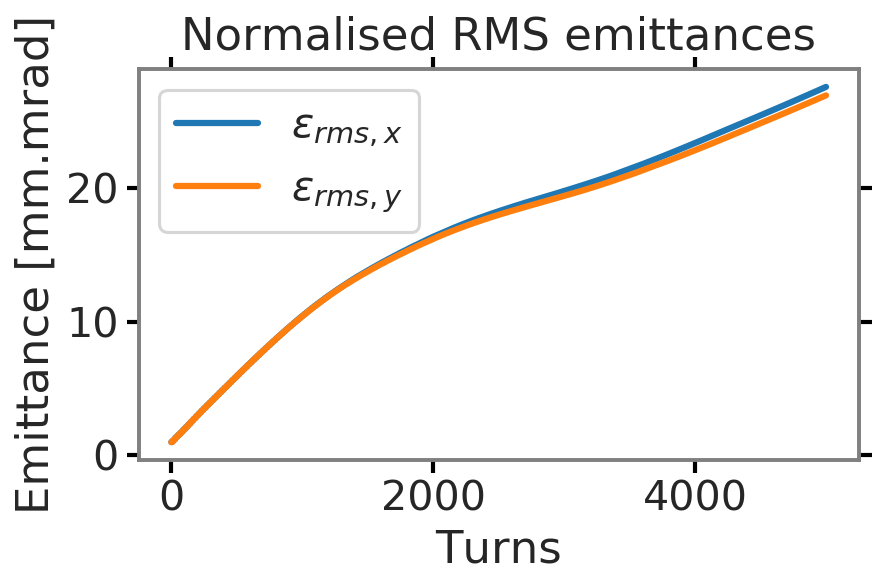 Normalised RMS emittances
Emittance [mm.mrad]
20
10
0
ε_{rms, x}
ε_{rms, y}
0 2000 4000
Turns